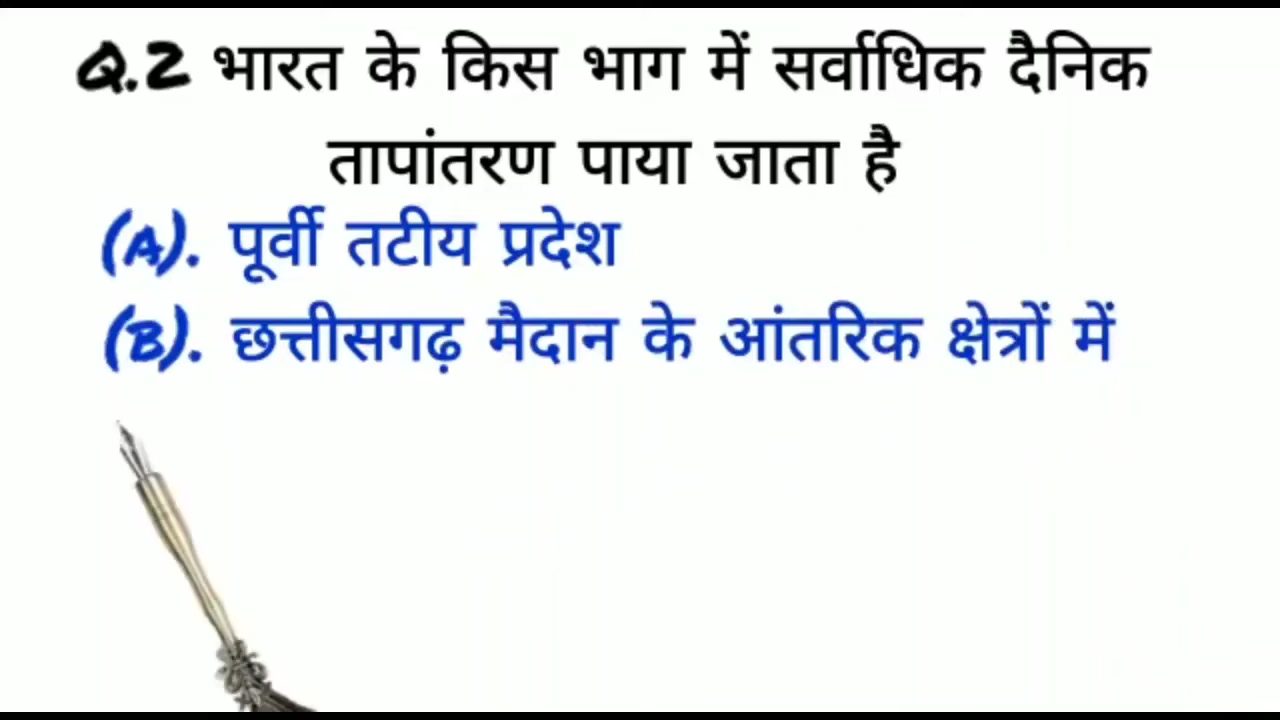 Q.2 भारत के किस भाग में सर्वाधिक दैनिक
तापांतरण पाया जाता है
(A). पूर्वी तटीय प्रदेश
(B). छत्तीसगढ़ मैदान के आंतरिक क्षेत्रों में